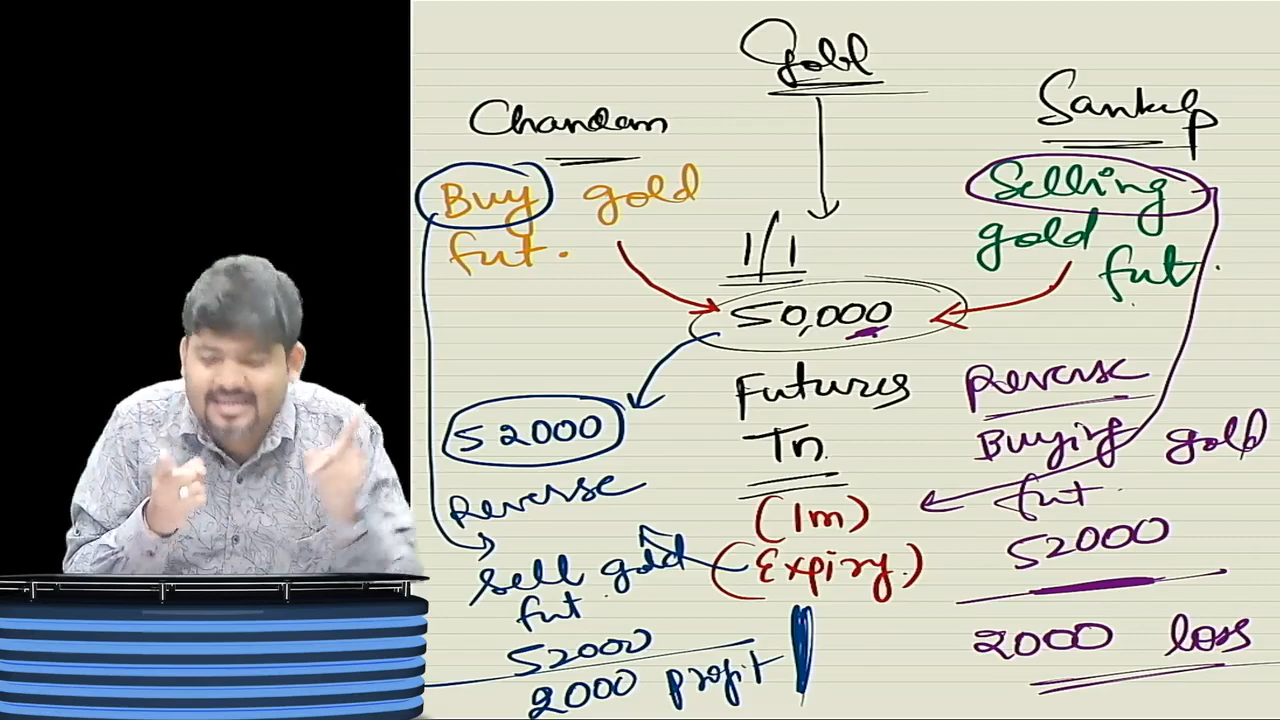 Gold
Chandan
Buy gold
fut.
Sankalp
Selling
gold
fut.
1/1
50,000
Futures
Tn.
(1m)
(Expiry.)
52000
Reverse
Sell gold
fut
52000
2000 profit
Reverse
Buying gold
fut.
52000
2000 loss